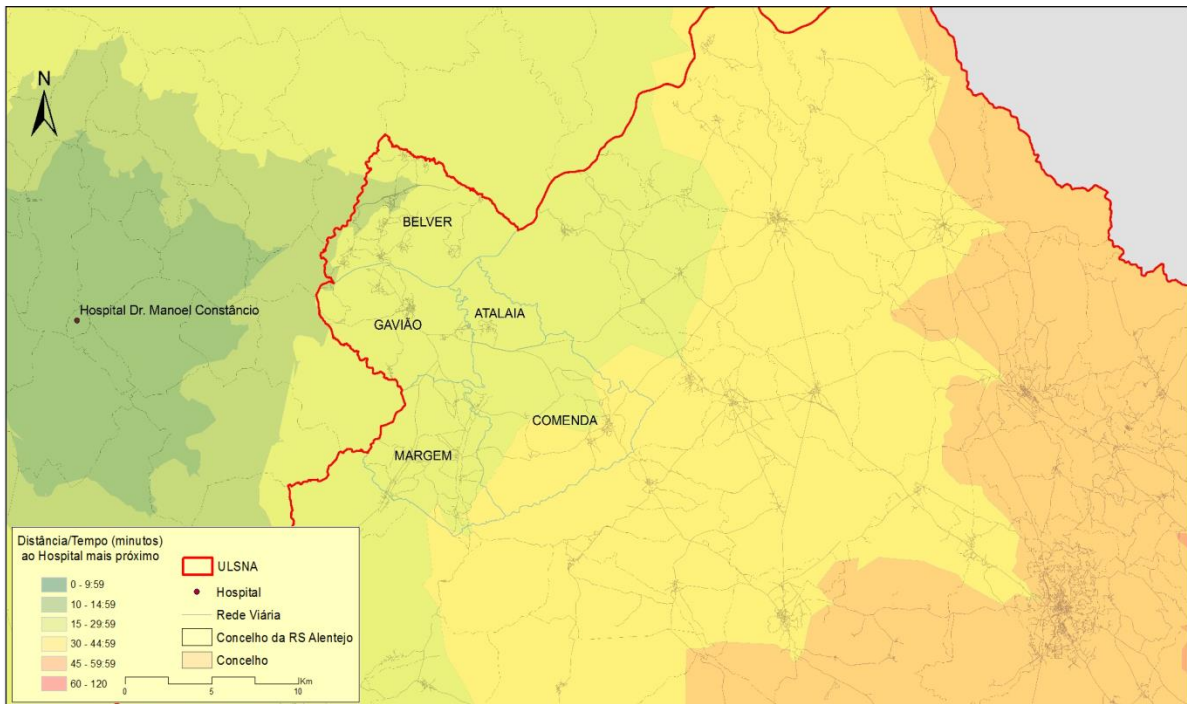 N
BELVER
Hospital Dr. Manoel Constâncio
GAVIÃO
ATALAIA
COMENDA
MARGEM
Distância/Tempo (minutos)
ao Hospital mais próximo
0 - 9:59
10 - 14:59
15 - 29:59
30 - 44:59
45 - 59:59
60 - 120
ULSNA
Hospital
Rede Viária
Concelho da RS Alentejo
Concelho
0 5 10 Km